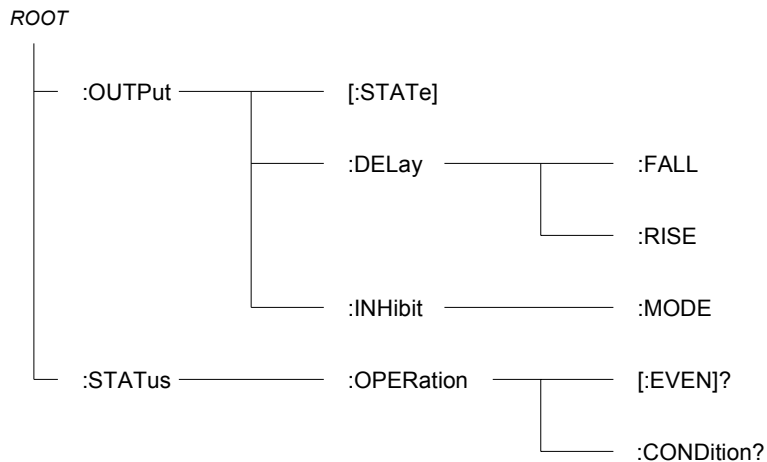 ROOT
:OUTPut [:STATe]
:DELay :FALL
:RISE
:INHibit :MODE
:STATus :OPERation [:EVEN]?
:CONDition?